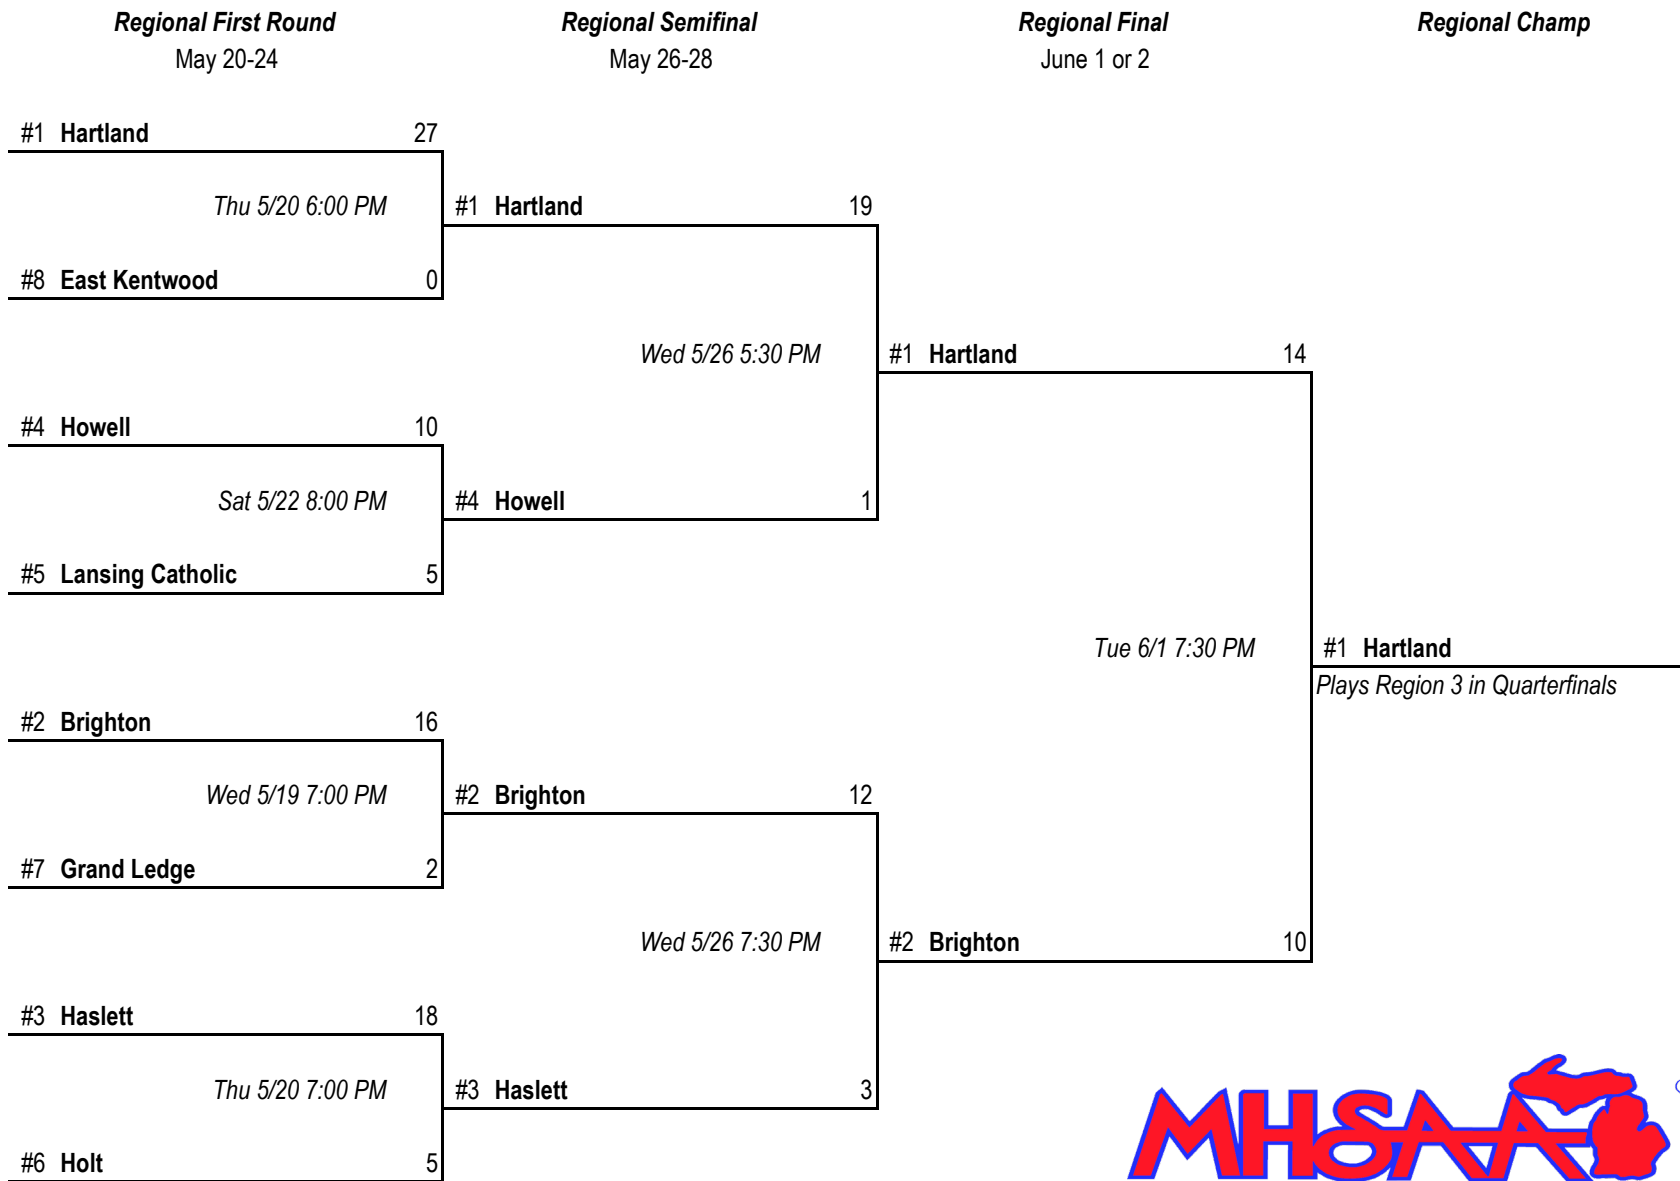 Regional First Round Regional Semifinal Regional Final Regional Champ
May 20-24 May 26-28 June 1 or 2
#1 Hartland 27
Thu 5/20 6:00 PM #1 Hartland 19
#8 East Kentwood 0
Wed 5/26 5:30 PM #1 Hartland 14
#4 Howell 10
Sat 5/22 8:00 PM #4 Howell 1
#5 Lansing Catholic 5
Tue 6/1 7:30 PM #1 Hartland
Plays Region 3 in Quarterfinals
#2 Brighton 16
Wed 5/19 7:00 PM #2 Brighton 12
#7 Grand Ledge 2
Wed 5/26 7:30 PM #2 Brighton 10
#3 Haslett 18
Thu 5/20 7:00 PM #3 Haslett 3
#6 Holt 5
MHSAA